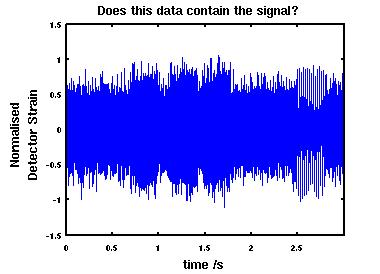 Does this data contain the signal?
1.5
1
0.5
0
-0.5
-1
-1.5
Normalised
Detector Strain
0 0.5 1 1.5 2 2.5
time /s